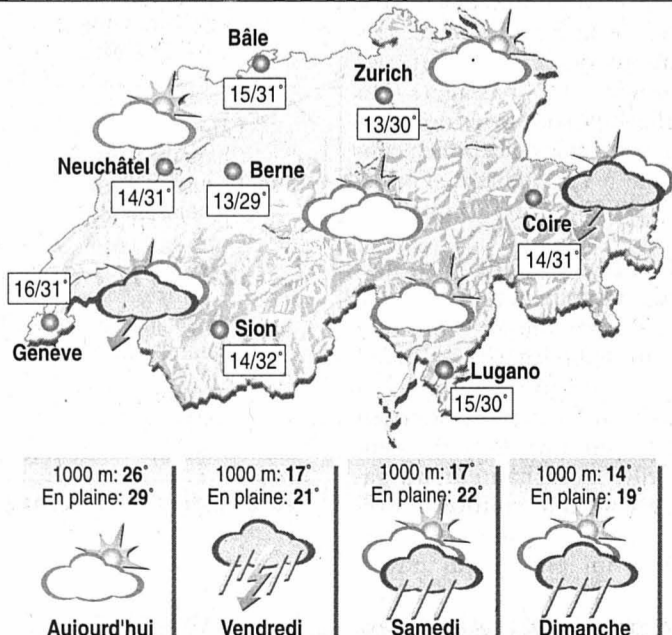 Bâle
15/31°
Zurich
13/30°
Neuchâtel
14/31°
Berne
13/29°
Coire
14/31°
16/31°
Genève
Sion
14/32°
Lugano
15/30°
1000 m: 26°
En plaine: 29°
Aujourd'hui
1000 m: 17°
En plaine: 21°
Vendredi
1000 m: 17°
En plaine: 22°
Samedi
1000 m: 14°
En plaine: 19°
Dimanche